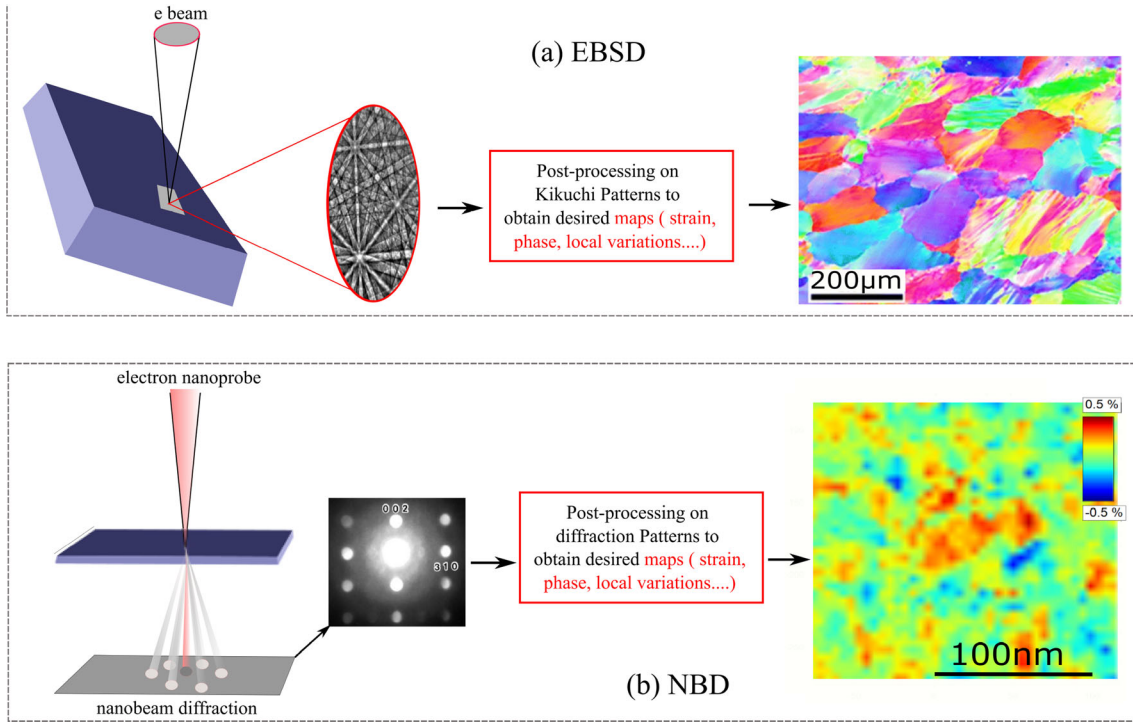 e beam
(a) EBSD
Post-processing on
Kikuchi Patterns to
obtain desired maps ( strain,
phase, local variations....)
200μm
electron nanoprobe
0 0 2
3 1 0
Post-processing on
diffraction Patterns to
obtain desired maps ( strain,
phase, local variations....)
0.5 %
-0.5 %
100nm
nanobeam diffraction
(b) NBD